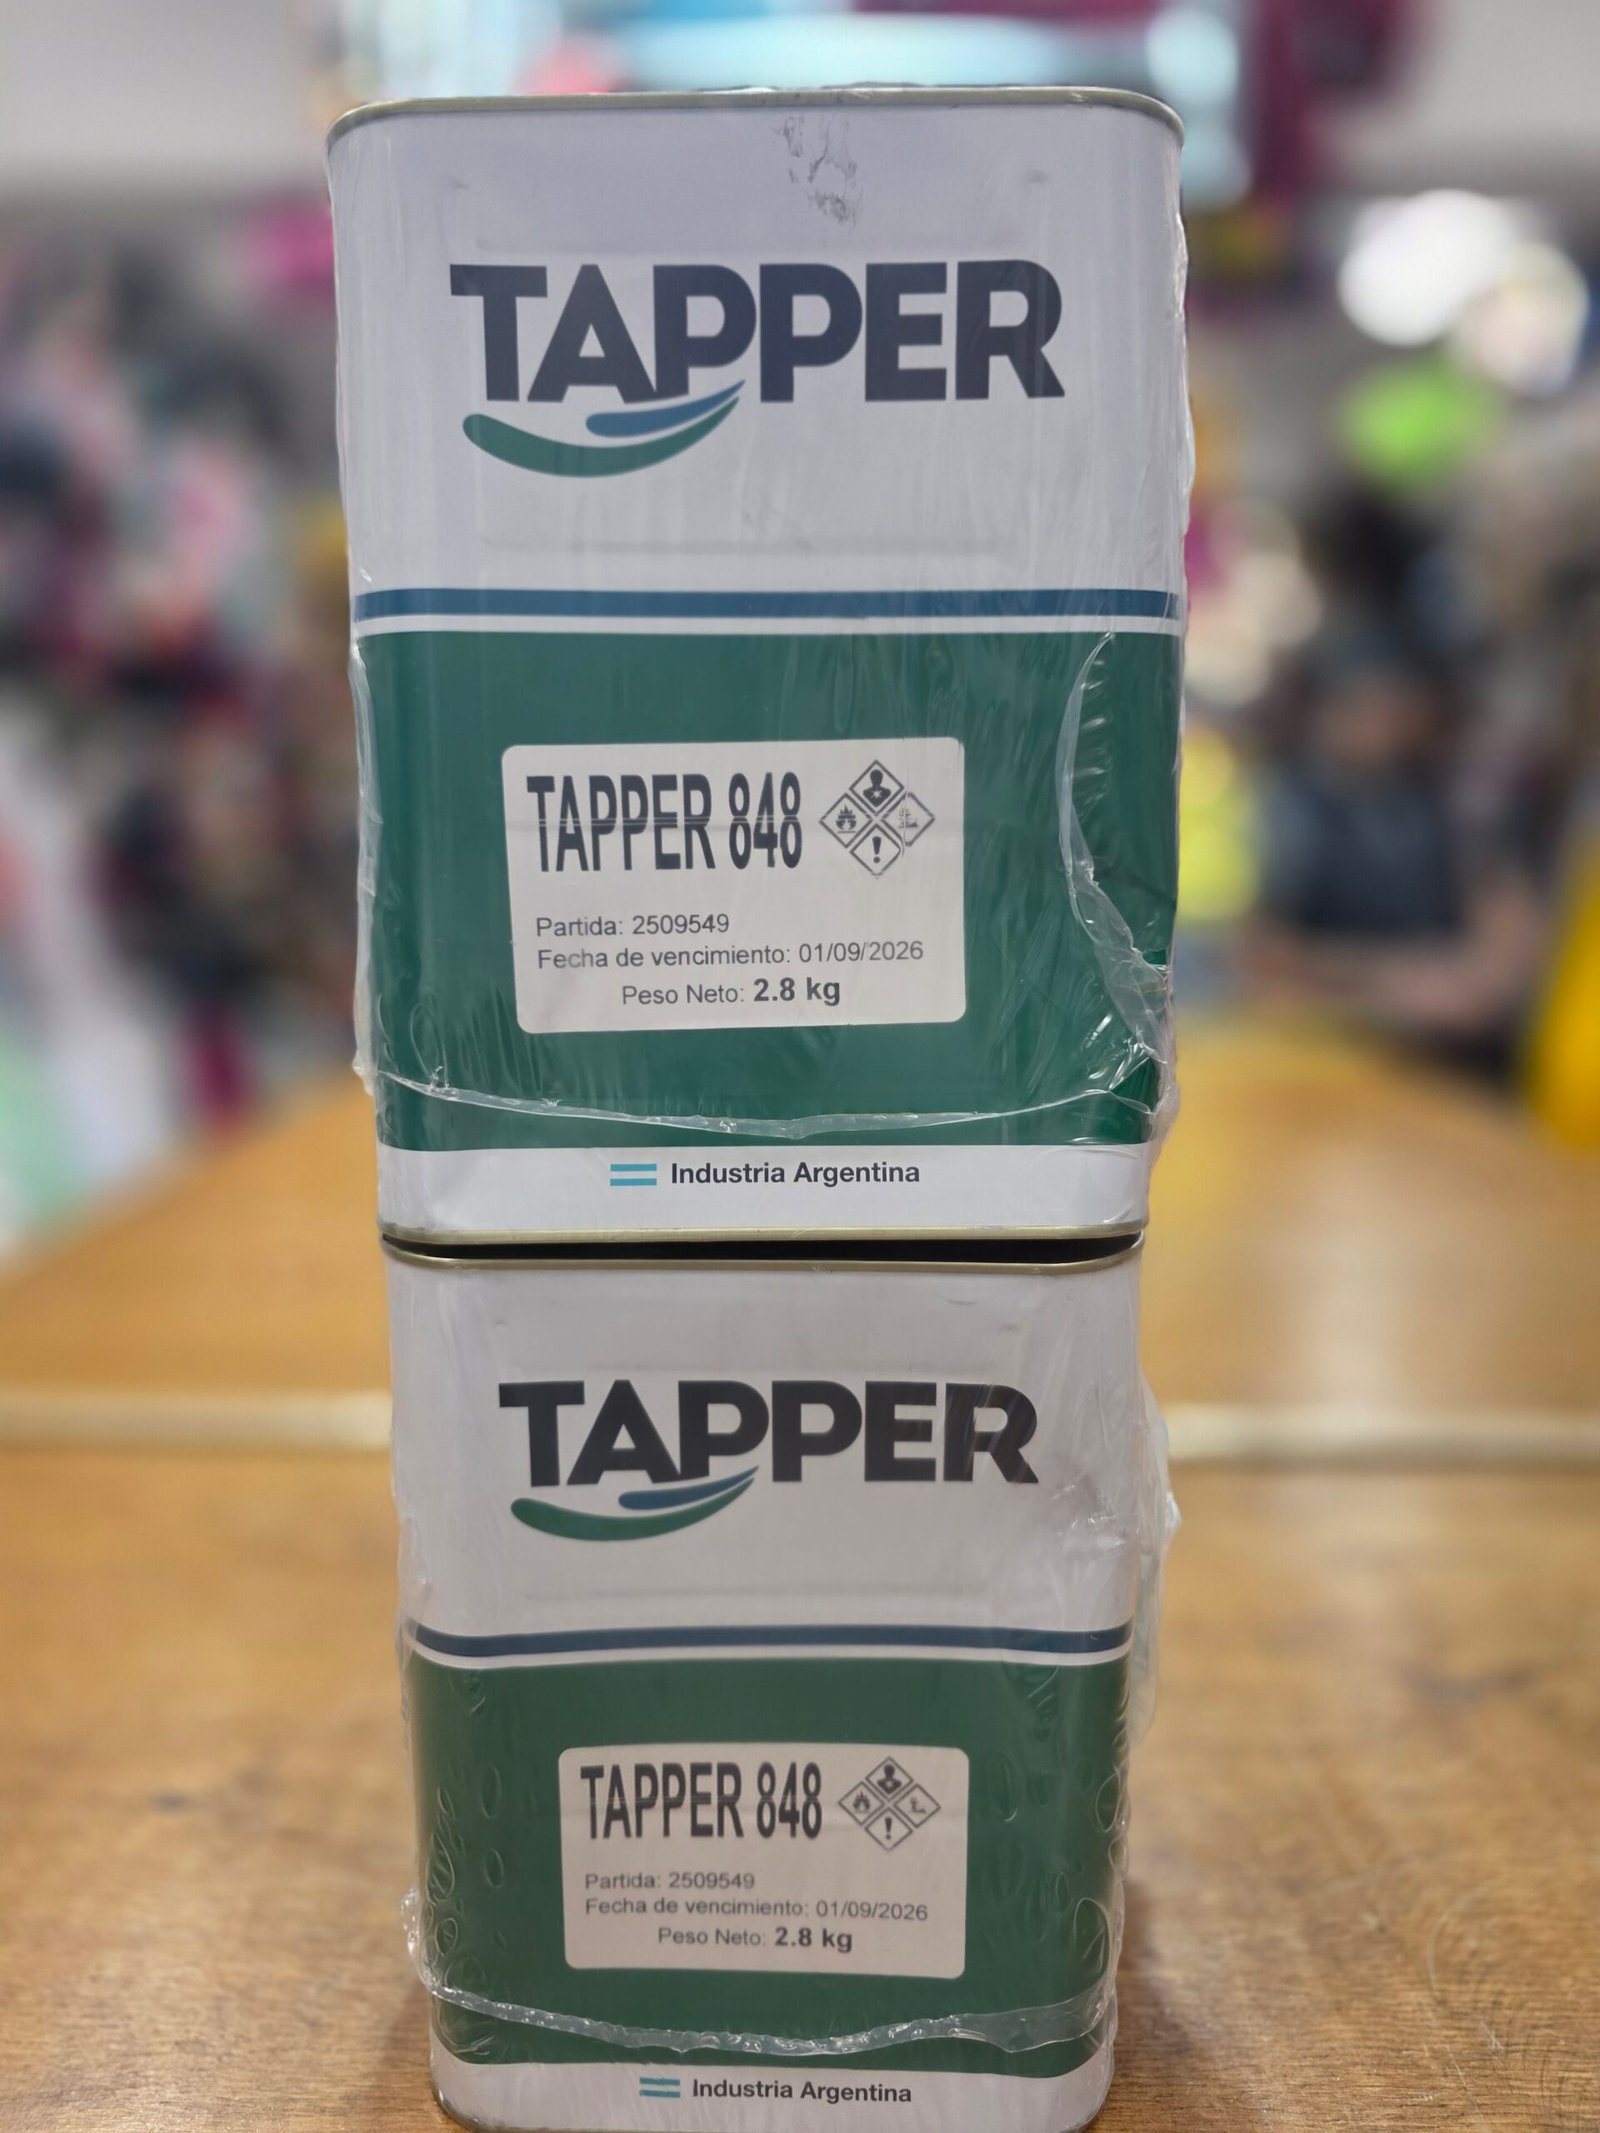 TAPPER
TAPPER 848
Partida: 2509549
Fecha de vencimiento: 01/09/2026
Peso Neto: 2.8 kg
Industria Argentina
TAPPER
TAPPER 848
Partida: 2509549
Fecha de vencimiento: 01/09/2026
Peso Neto: 2.8 kg
Industria Argentina